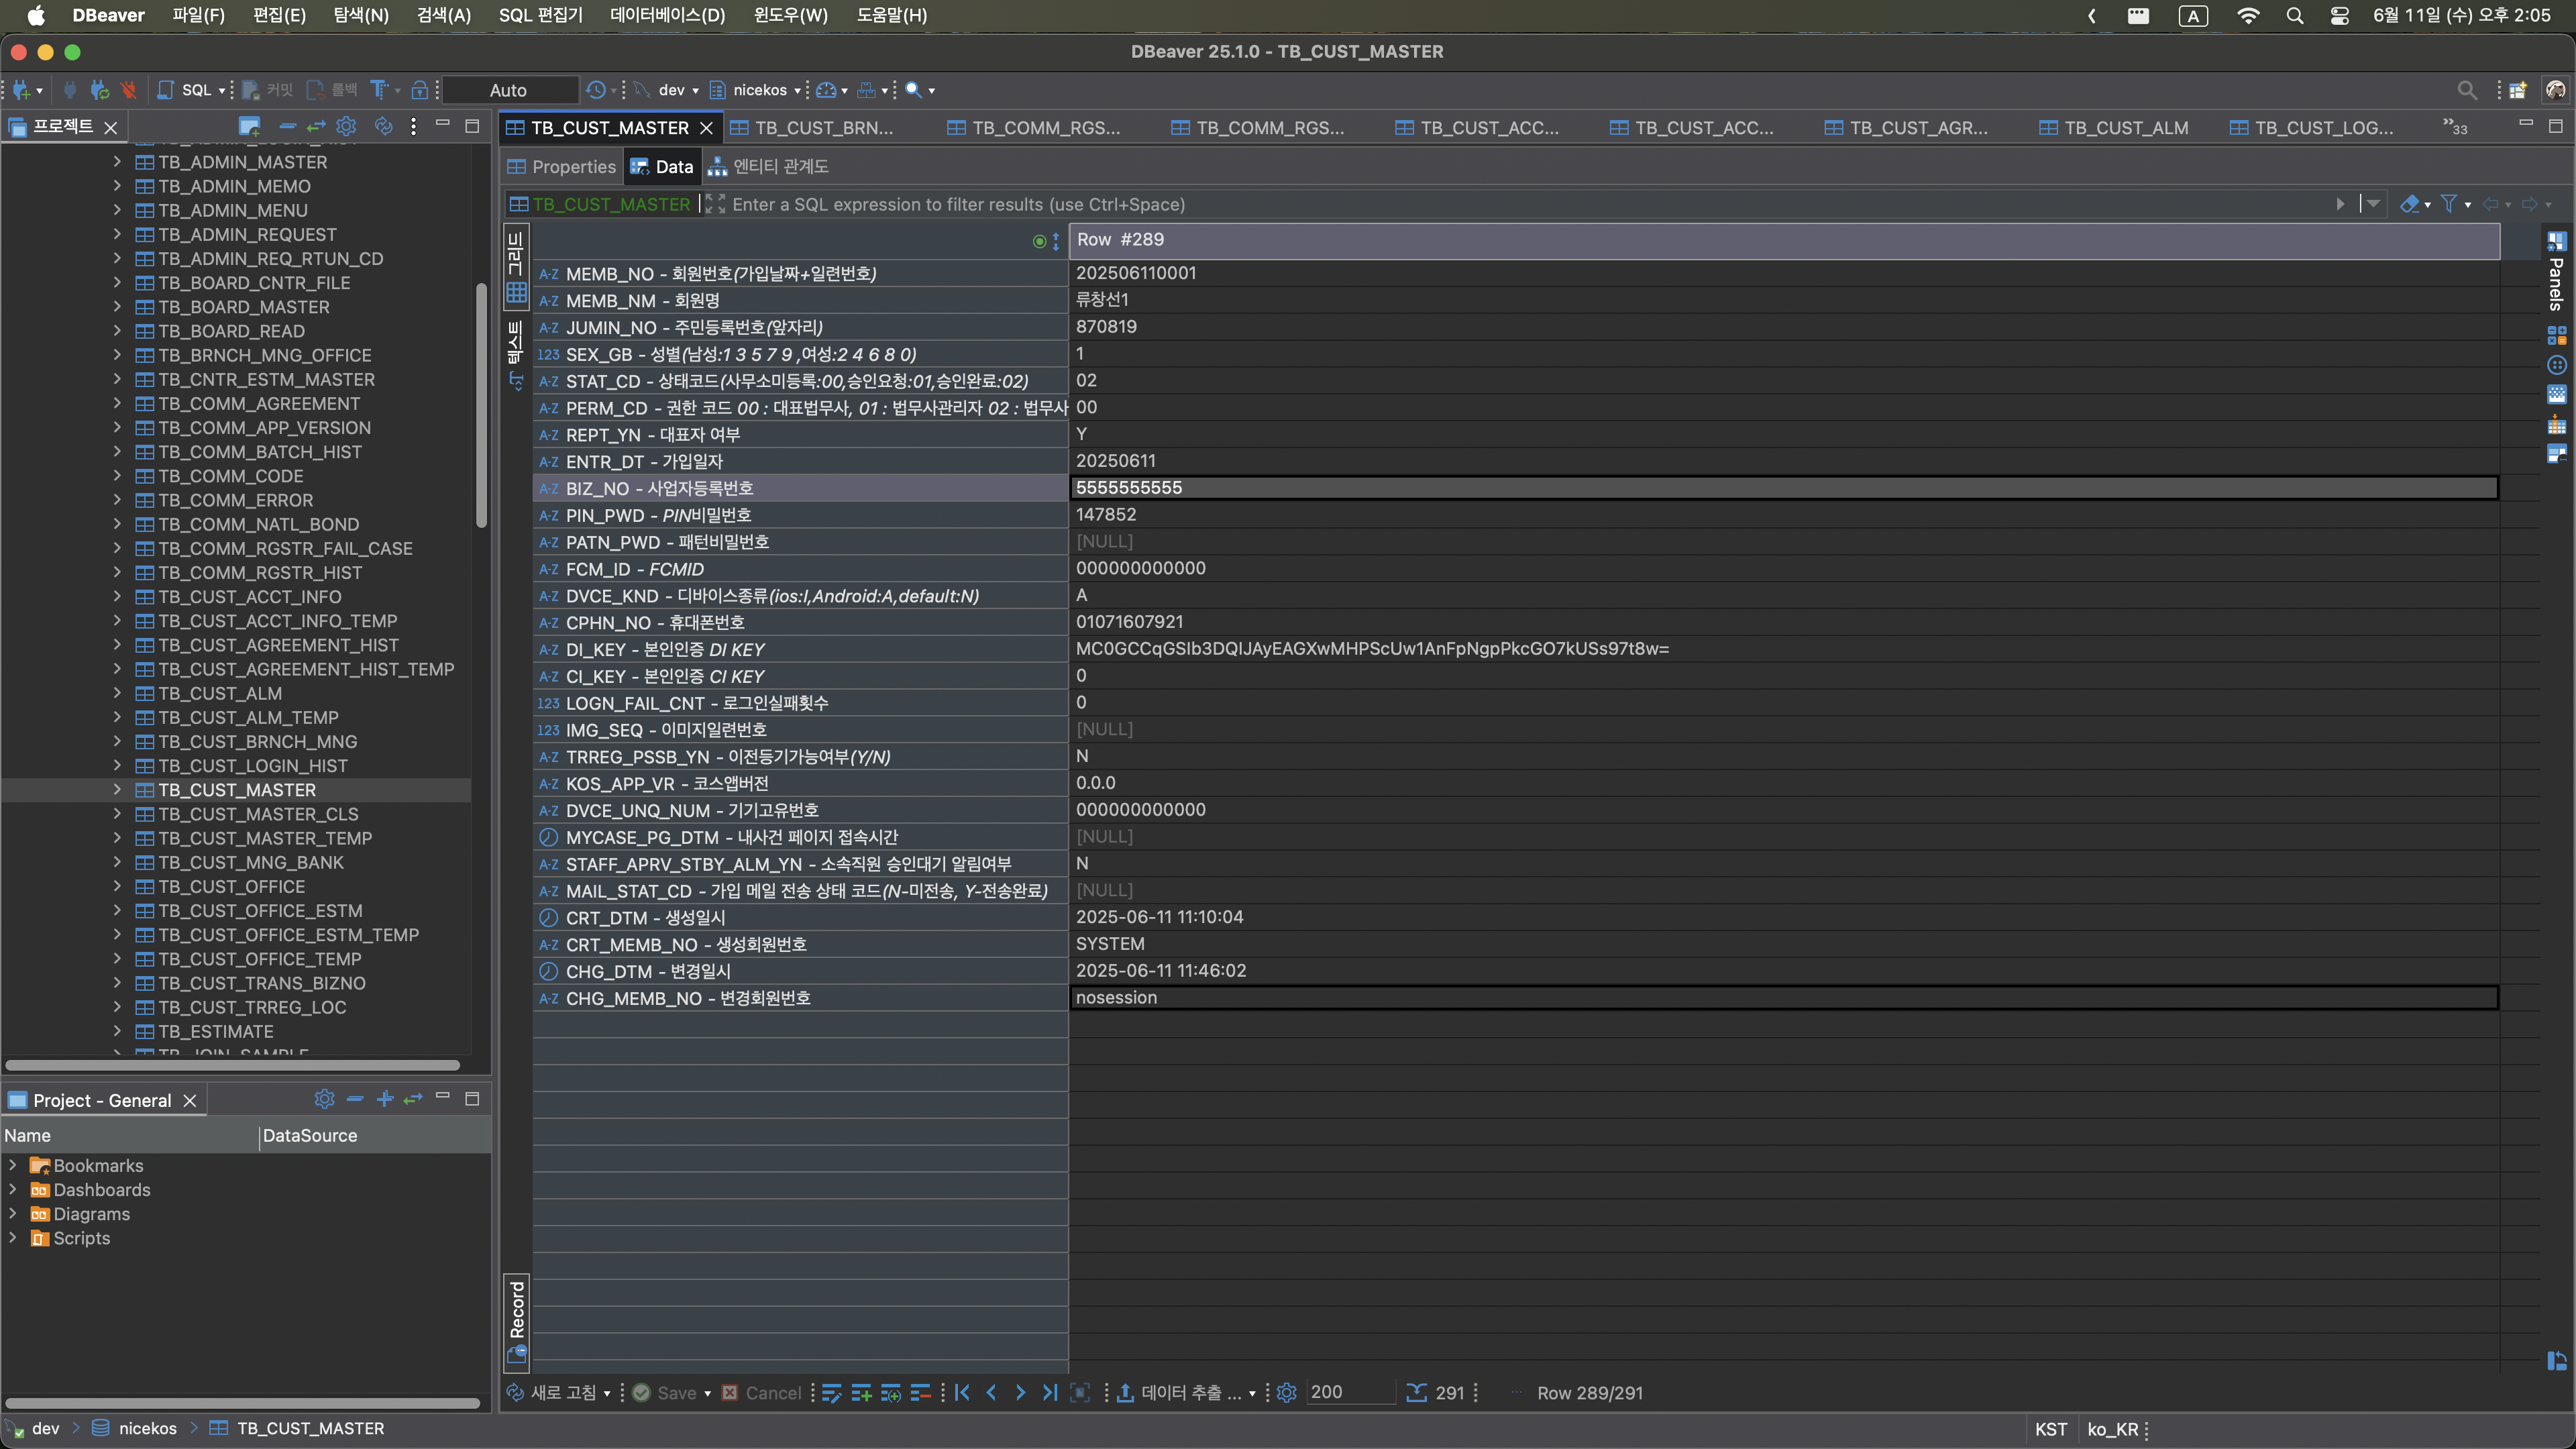 DBeaver 파일(F) 편집(E) 탐색(N) 검색(A) SQL 편집기 데이터베이스(D) 윈도우(W) 도움말(H) A 6월 11일 (수) 오후 2:05
DBeaver 25.1.0 - TB_CUST_MASTER
SQL 커밋 롤백 Auto dev nicekos
프로젝트
TB_ADMIN_MASTER
TB_ADMIN_MEMO
TB_ADMIN_MENU
TB_ADMIN_REQUEST
TB_ADMIN_REQ_RTUN_CD
TB_BOARD_CNTR_FILE
TB_BOARD_MASTER
TB_BOARD_READ
TB_BRNCH_MNG_OFFICE
TB_CNTR_ESTM_MASTER
TB_COMM_AGREEMENT
TB_COMM_APP_VERSION
TB_COMM_BATCH_HIST
TB_COMM_CODE
TB_COMM_ERROR
TB_COMM_NATL_BOND
TB_COMM_RGSTR_FAIL_CASE
TB_COMM_RGSTR_HIST
TB_CUST_ACCT_INFO
TB_CUST_ACCT_INFO_TEMP
TB_CUST_AGREEMENT_HIST
TB_CUST_AGREEMENT_HIST_TEMP
TB_CUST_ALM
TB_CUST_ALM_TEMP
TB_CUST_BRNCH_MNG
TB_CUST_LOGIN_HIST
TB_CUST_MASTER
TB_CUST_MASTER_CLS
TB_CUST_MASTER_TEMP
TB_CUST_MNG_BANK
TB_CUST_OFFICE
TB_CUST_OFFICE_ESTM
TB_CUST_OFFICE_ESTM_TEMP
TB_CUST_OFFICE_TEMP
TB_CUST_TRANS_BIZNO
TB_CUST_TRREG_LOC
TB_ESTIMATE
TB_JOIN_SAMPLE
Project - General
Name DataSource
Bookmarks
Dashboards
Diagrams
Scripts
TB_CUST_MASTER TB_CUST_BRN... TB_COMM_RGS... TB_COMM_RGS... TB_CUST_ACC... TB_CUST_ACC... TB_CUST_AGR... TB_CUST_ALM TB_CUST_LOG... »33
Properties Data 엔티티 관계도
TB_CUST_MASTER Enter a SQL expression to filter results (use Ctrl+Space)
그리드
텍스트
Record
Panels
Row #289
A-Z MEMB_NO - 회원번호(가입날짜+일련번호) 202506110001
A-Z MEMB_NM - 회원명 류창선1
A-Z JUMIN_NO - 주민등록번호(앞자리) 870819
123 SEX_GB - 성별(남성:1 3 5 7 9 ,여성:2 4 6 8 0) 1
A-Z STAT_CD - 상태코드(사무소미등록:00,승인요청:01,승인완료:02) 02
A-Z PERM_CD - 권한 코드 00 : 대표법무사, 01 : 법무사관리자 02 : 법무사 00
A-Z REPT_YN - 대표자 여부 Y
A-Z ENTR_DT - 가입일자 20250611
A-Z BIZ_NO - 사업자등록번호 5555555555
A-Z PIN_PWD - PIN비밀번호 147852
A-Z PATN_PWD - 패턴비밀번호 [NULL]
A-Z FCM_ID - FCMID 000000000000
A-Z DVCE_KND - 디바이스종류(ios:I,Android:A,default:N) A
A-Z CPHN_NO - 휴대폰번호 01071607921
A-Z DI_KEY - 본인인증 DI KEY MC0GCCqGSIb3DQIJAyEAGXwMHPScUw1AnFpNgpPkcGO7kUSs97t8w=
A-Z CI_KEY - 본인인증 CI KEY 0
123 LOGN_FAIL_CNT - 로그인실패횟수 0
123 IMG_SEQ - 이미지일련번호 [NULL]
A-Z TRREG_PSSB_YN - 이전등기가능여부(Y/N) N
A-Z KOS_APP_VR - 코스앱버전 0.0.0
A-Z DVCE_UNQ_NUM - 기기고유번호 000000000000
MYCASE_PG_DTM - 내사건 페이지 접속시간 [NULL]
A-Z STAFF_APRV_STBY_ALM_YN - 소속직원 승인대기 알림여부 N
A-Z MAIL_STAT_CD - 가입 메일 전송 상태 코드(N-미전송, Y-전송완료) [NULL]
CRT_DTM - 생성일시 2025-06-11 11:10:04
A-Z CRT_MEMB_NO - 생성회원번호 SYSTEM
CHG_DTM - 변경일시 2025-06-11 11:46:02
A-Z CHG_MEMB_NO - 변경회원번호 nosession
새로 고침 Save Cancel 데이터 추출 ... 200 291 Row 289/291
dev nicekos TB_CUST_MASTER KST ko_KR